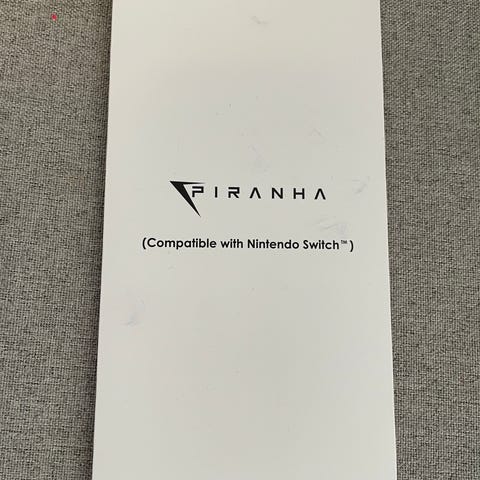 PIRANHA
(Compatible with Nintendo Switch™)